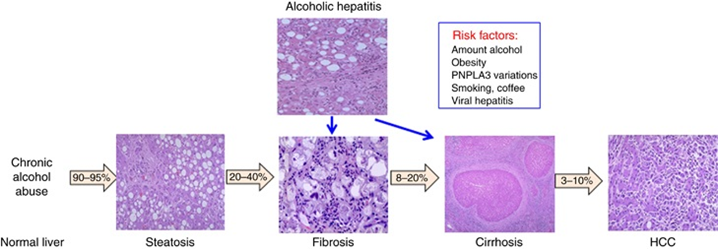 Alcoholic hepatitis
Risk factors:
Amount alcohol
Obesity
PNPLA3 variations
Smoking, coffee
Viral hepatitis
Chronic
alcohol
abuse
90–95%
20–40%
8–20%
3–10%
Normal liver
Steatosis
Fibrosis
Cirrhosis
HCC